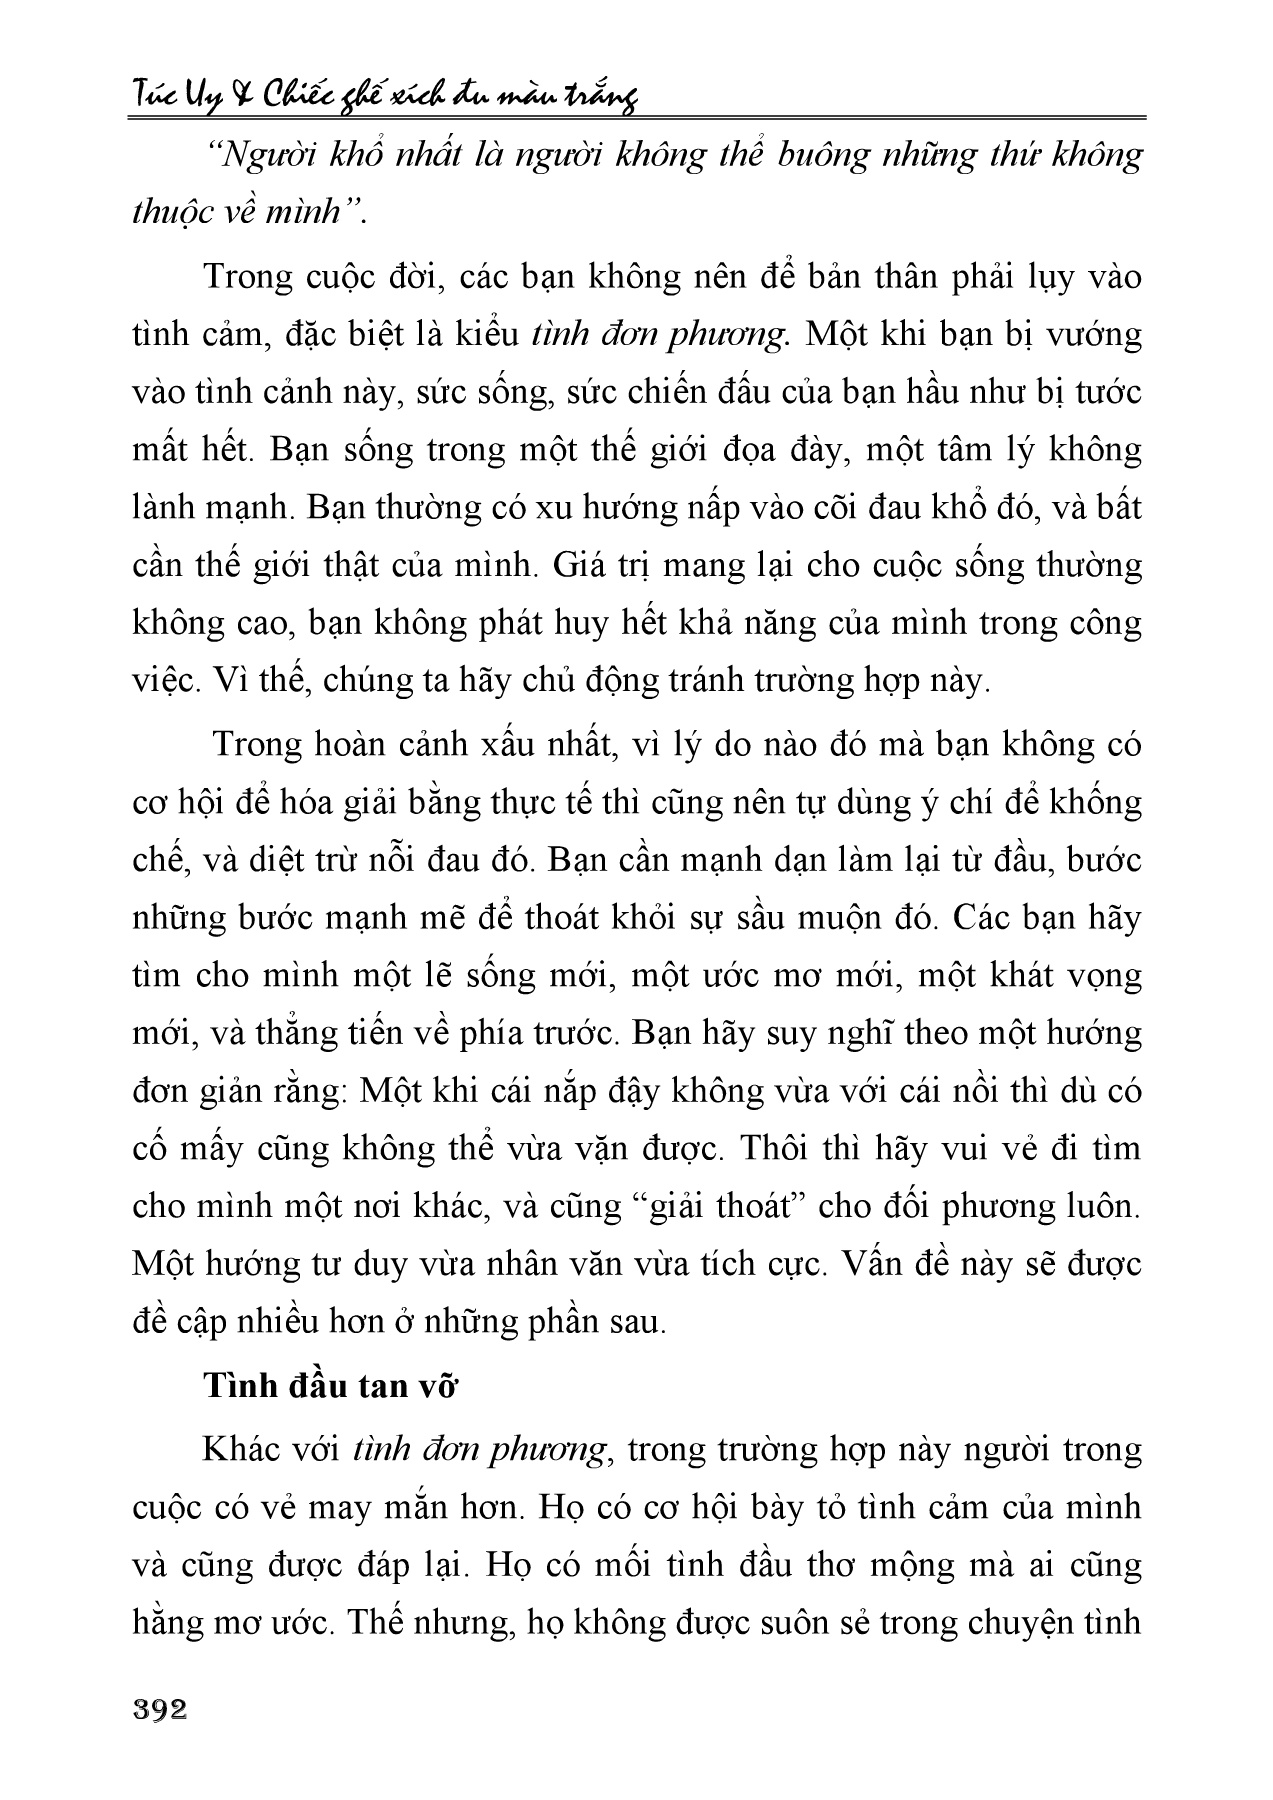 Túc Uy & Chiếc ghế xích đu màu trắng
“Người khổ nhất là người không thể buông những thứ không
thuộc về mình”.
Trong cuộc đời, các bạn không nên để bản thân phải lụy vào
tình cảm, đặc biệt là kiểu tình đơn phương. Một khi bạn bị vướng
vào tình cảnh này, sức sống, sức chiến đấu của bạn hầu như bị tước
mất hết. Bạn sống trong một thế giới đọa đày, một tâm lý không
lành mạnh. Bạn thường có xu hướng nấp vào cõi đau khổ đó, và bất
cần thế giới thật của mình. Giá trị mang lại cho cuộc sống thường
không cao, bạn không phát huy hết khả năng của mình trong công
việc. Vì thế, chúng ta hãy chủ động tránh trường hợp này.
Trong hoàn cảnh xấu nhất, vì lý do nào đó mà bạn không có
cơ hội để hóa giải bằng thực tế thì cũng nên tự dùng ý chí để khống
chế, và diệt trừ nỗi đau đó. Bạn cần mạnh dạn làm lại từ đầu, bước
những bước mạnh mẽ để thoát khỏi sự sầu muộn đó. Các bạn hãy
tìm cho mình một lẽ sống mới, một ước mơ mới, một khát vọng
mới, và thẳng tiến về phía trước. Bạn hãy suy nghĩ theo một hướng
đơn giản rằng: Một khi cái nắp đậy không vừa với cái nồi thì dù có
cố mấy cũng không thể vừa vặn được. Thôi thì hãy vui vẻ đi tìm
cho mình một nơi khác, và cũng “giải thoát” cho đối phương luôn.
Một hướng tư duy vừa nhân văn vừa tích cực. Vấn đề này sẽ được
đề cập nhiều hơn ở những phần sau.
Tình đầu tan vỡ
Khác với tình đơn phương, trong trường hợp này người trong
cuộc có vẻ may mắn hơn. Họ có cơ hội bày tỏ tình cảm của mình
và cũng được đáp lại. Họ có mối tình đầu thơ mộng mà ai cũng
hằng mơ ước. Thế nhưng, họ không được suôn sẻ trong chuyện tình
392